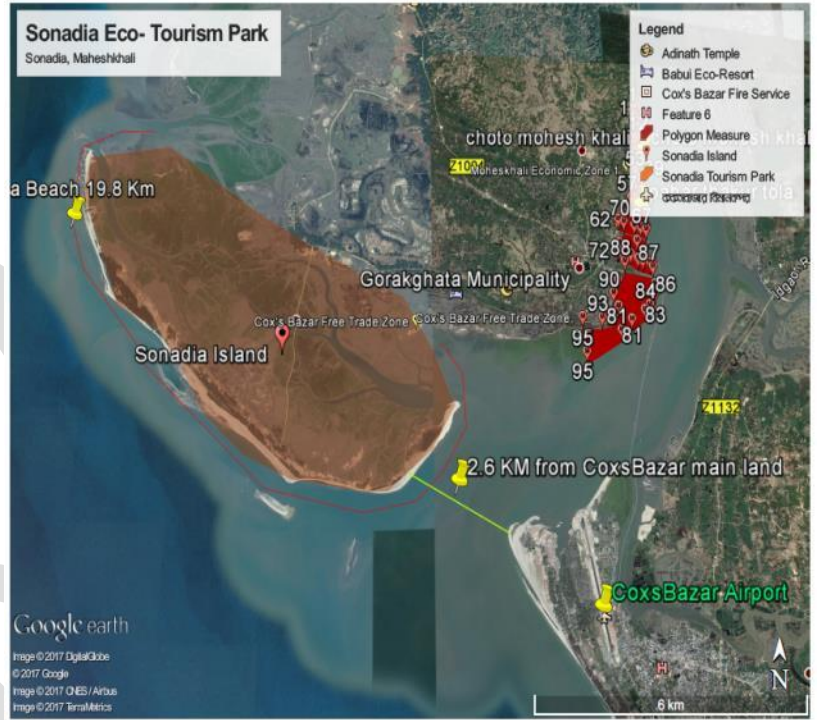 Sonadia Eco- Tourism Park
Sonadia, Maheshkhali
Legend
Adinath Temple
Babui Eco-Resort
Cox's Bazar Fire Service
Feature 6
Polygon Measure
Sonadia Island
Sonadia Tourism Park
choto mohesh khali
Z1004
Moheskhali Economic Zone 1
a Beach 19.8 Km
62
70
67
72
88
87
Gorakghata Municipality
90
86
84
93
81
83
Cox's Bazar Free Trade Zone
Cox's Bazar Free Trade Zone
Sonadia Island
95
81
95
Z1132
2.6 KM from CoxsBazar main land
CoxsBazar Airport
Google earth
Image © 2017 DigitalGlobe
© 2017 Google
Image © 2017 CNES / Airbus
Image © 2017 TerraMetrics
H
N
6 km